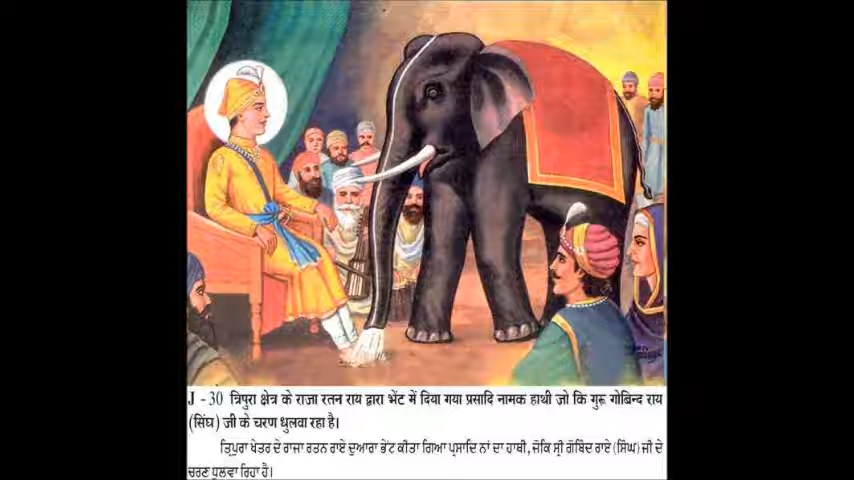 J - 30 त्रिपुरा क्षेत्र के राजा रतन राय द्वारा भेंट में दिया गया प्रसादि नामक हाथी जो कि गुरू गोबिन्द राय
(सिंघ) जी के चरण धुलवा रहा है।
ਤ੍ਰਿਪੁਰਾ ਖੇਤਰ ਦੇ ਰਾਜਾ ਰਤਨ ਰਾਏ ਦੁਆਰਾ ਭੇਂਟ ਕੀਤਾ ਗਿਆ ਪ੍ਰਸਾਦਿ ਨਾਂ ਦਾ ਹਾਥੀ, ਜੋਕਿ ਸ੍ਰੀ ਗੋਬਿੰਦ ਰਾਏ (ਸਿੰਘ) ਜੀ ਦੇ
ਚਰਣ ਧੁਲਵਾ ਰਿਹਾ ਹੈ।